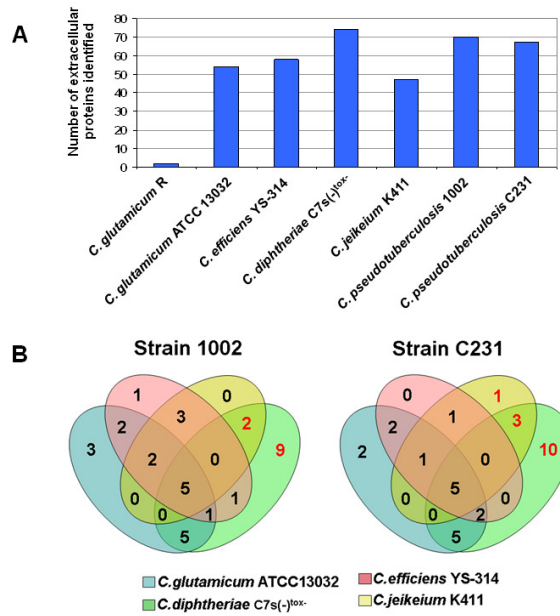 A
Number of extracellular
proteins identified
80
70
60
50
40
30
20
10
0
C. glutamicum R
C. glutamicum ATCC 13032
C. efficiens YS-314
C. diphtheriae C7s(-)tox-
C. jeikeium K411
C. pseudotuberculosis 1002
C. pseudotuberculosis C231
B
Strain 1002
1 0
3 2 3 2 9
2 0
0 5 1
0 1
5
Strain C231
0 1
2 2 1 3 10
1 0
0 5 0
0 2
5
C.glutamicum ATCC13032
C.efficiens YS-314
C.diphtheriae C7s(-)tox-
C.jeikeium K411